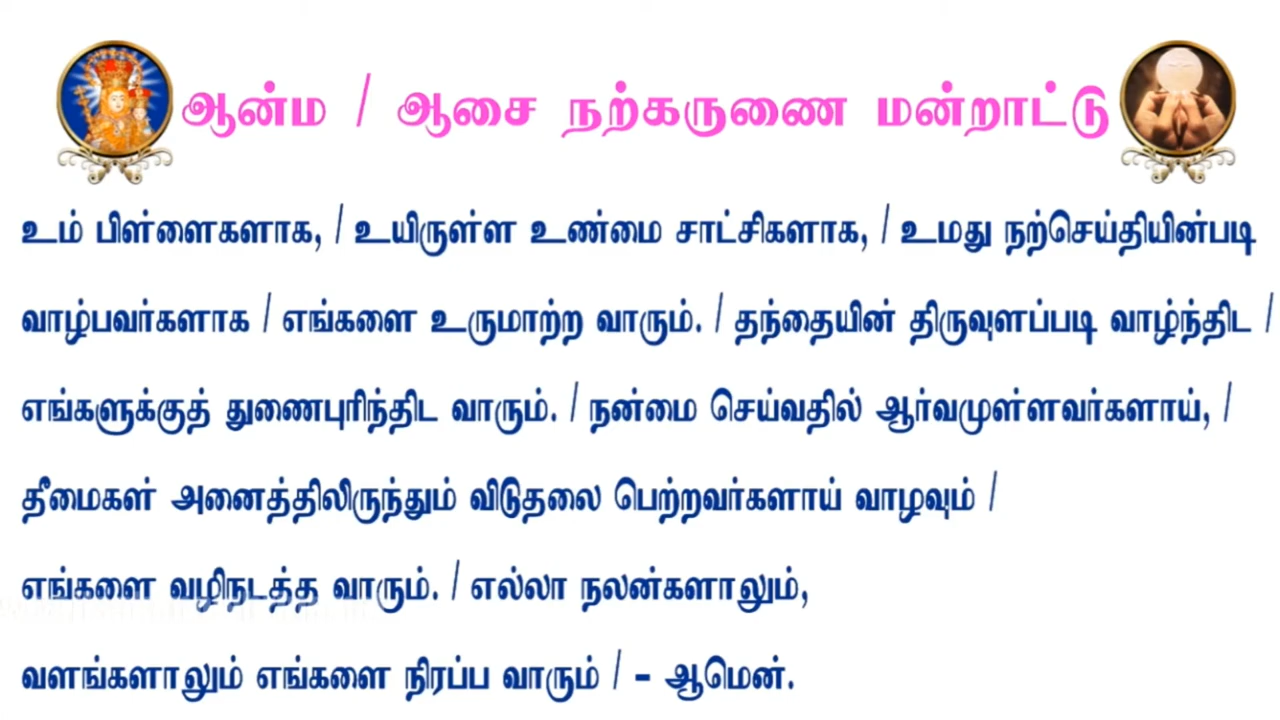 ஆன்ம / ஆசை நற்கருணை மன்றாட்டு
உம் பிள்ளைகளாக, / உயிருள்ள உண்மை சாட்சிகளாக, / உமது நற்செய்தியின்படி
வாழ்பவர்களாக / எங்களை உருமாற்ற வாரும். / தந்தையின் திருவுளப்படி வாழ்ந்திட /
எங்களுக்குத் துணைபுரிந்திட வாரும். / நன்மை செய்வதில் ஆர்வமுள்ளவர்களாய், /
தீமைகள் அனைத்திலிருந்தும் விடுதலை பெற்றவர்களாய் வாழவும் /
எங்களை வழிநடத்த வாரும். / எல்லா நலன்களாலும்,
வளங்களாலும் எங்களை நிரப்ப வாரும் / - ஆமென்.